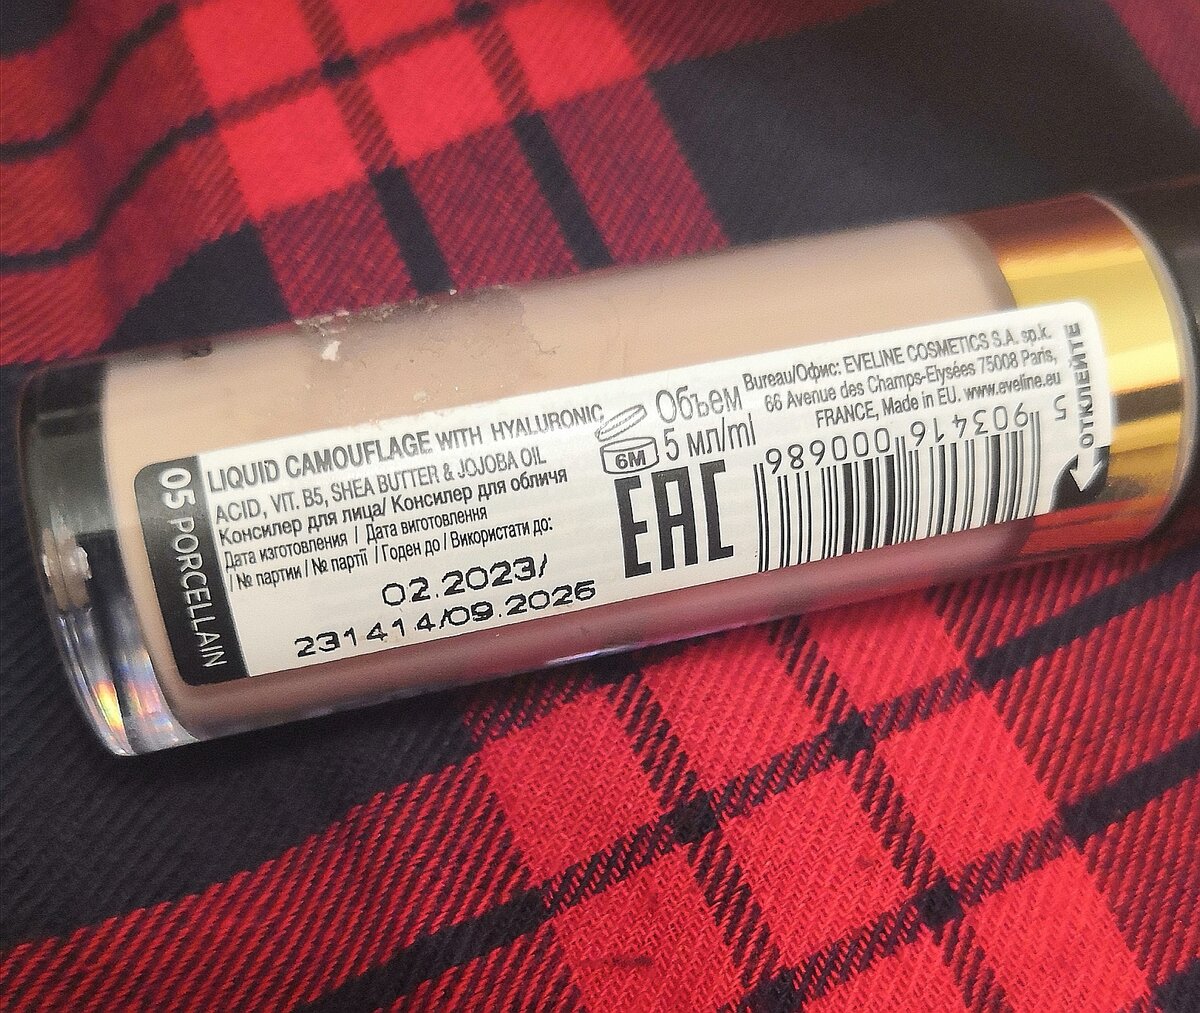 05 PORCELLAIN
LIQUID CAMOUFLAGE WITH HYALURONIC
ACID, VIT. B5, SHEA BUTTER & JOJOBA OIL
Консилер для лица/ Консилер для обличя
Дата изготовления / Дата виготовлення
/ № партии / № партії / Годен до / Використати до:
02.2023/
231414/09.2026
6M
Объем
5 мл/ml
EAC
Bureau/Офис: EVELINE COSMETICS S.A. sp.k.
66 Avenue des Champs-Elysées 75008 Paris,
FRANCE, Made in EU. www.eveline.eu
5 903416 000686
ОТКЛЕЙТЕ